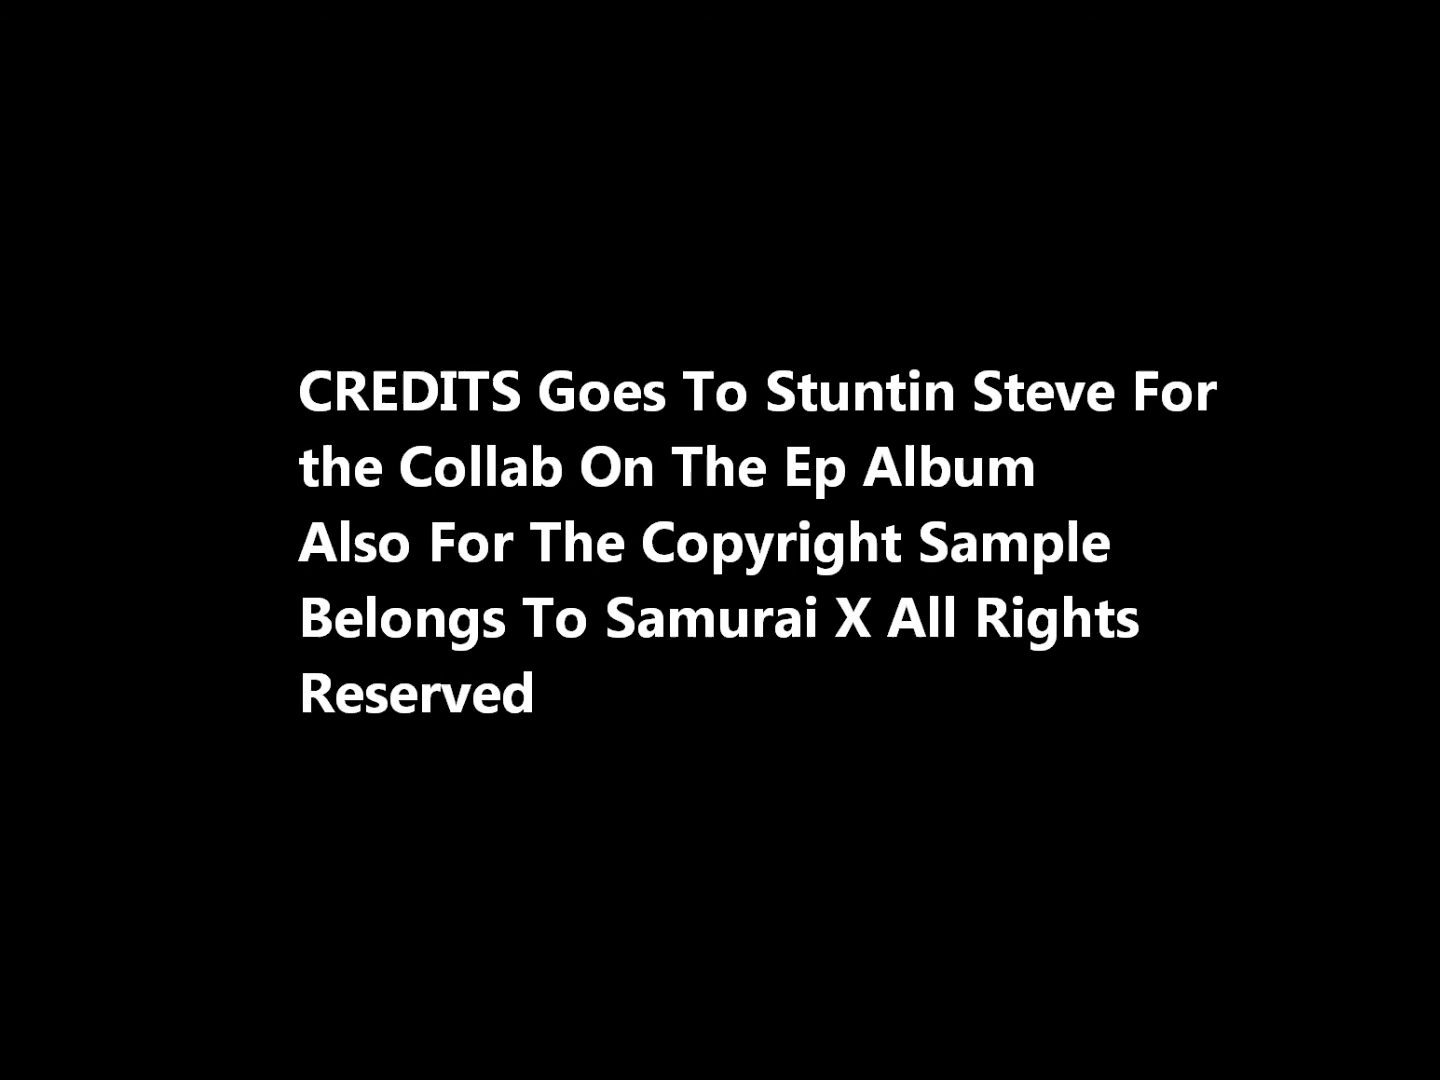 CREDITS Goes To Stuntin Steve For
the Collab On The Ep Album
Also For The Copyright Sample
Belongs To Samurai X All Rights
Reserved